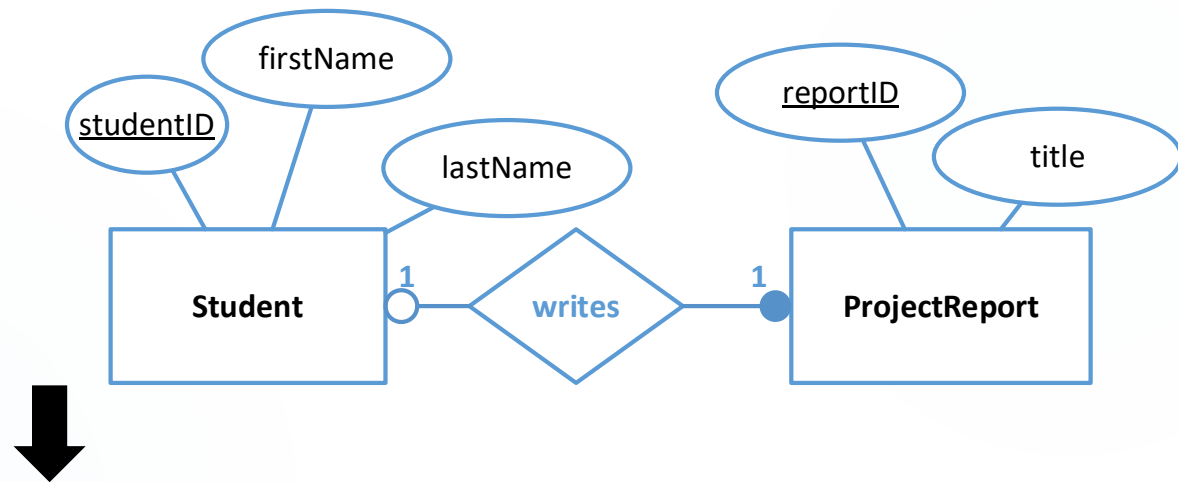 firstName
studentID
lastName
reportID
title
Student
1
writes
1
ProjectReport